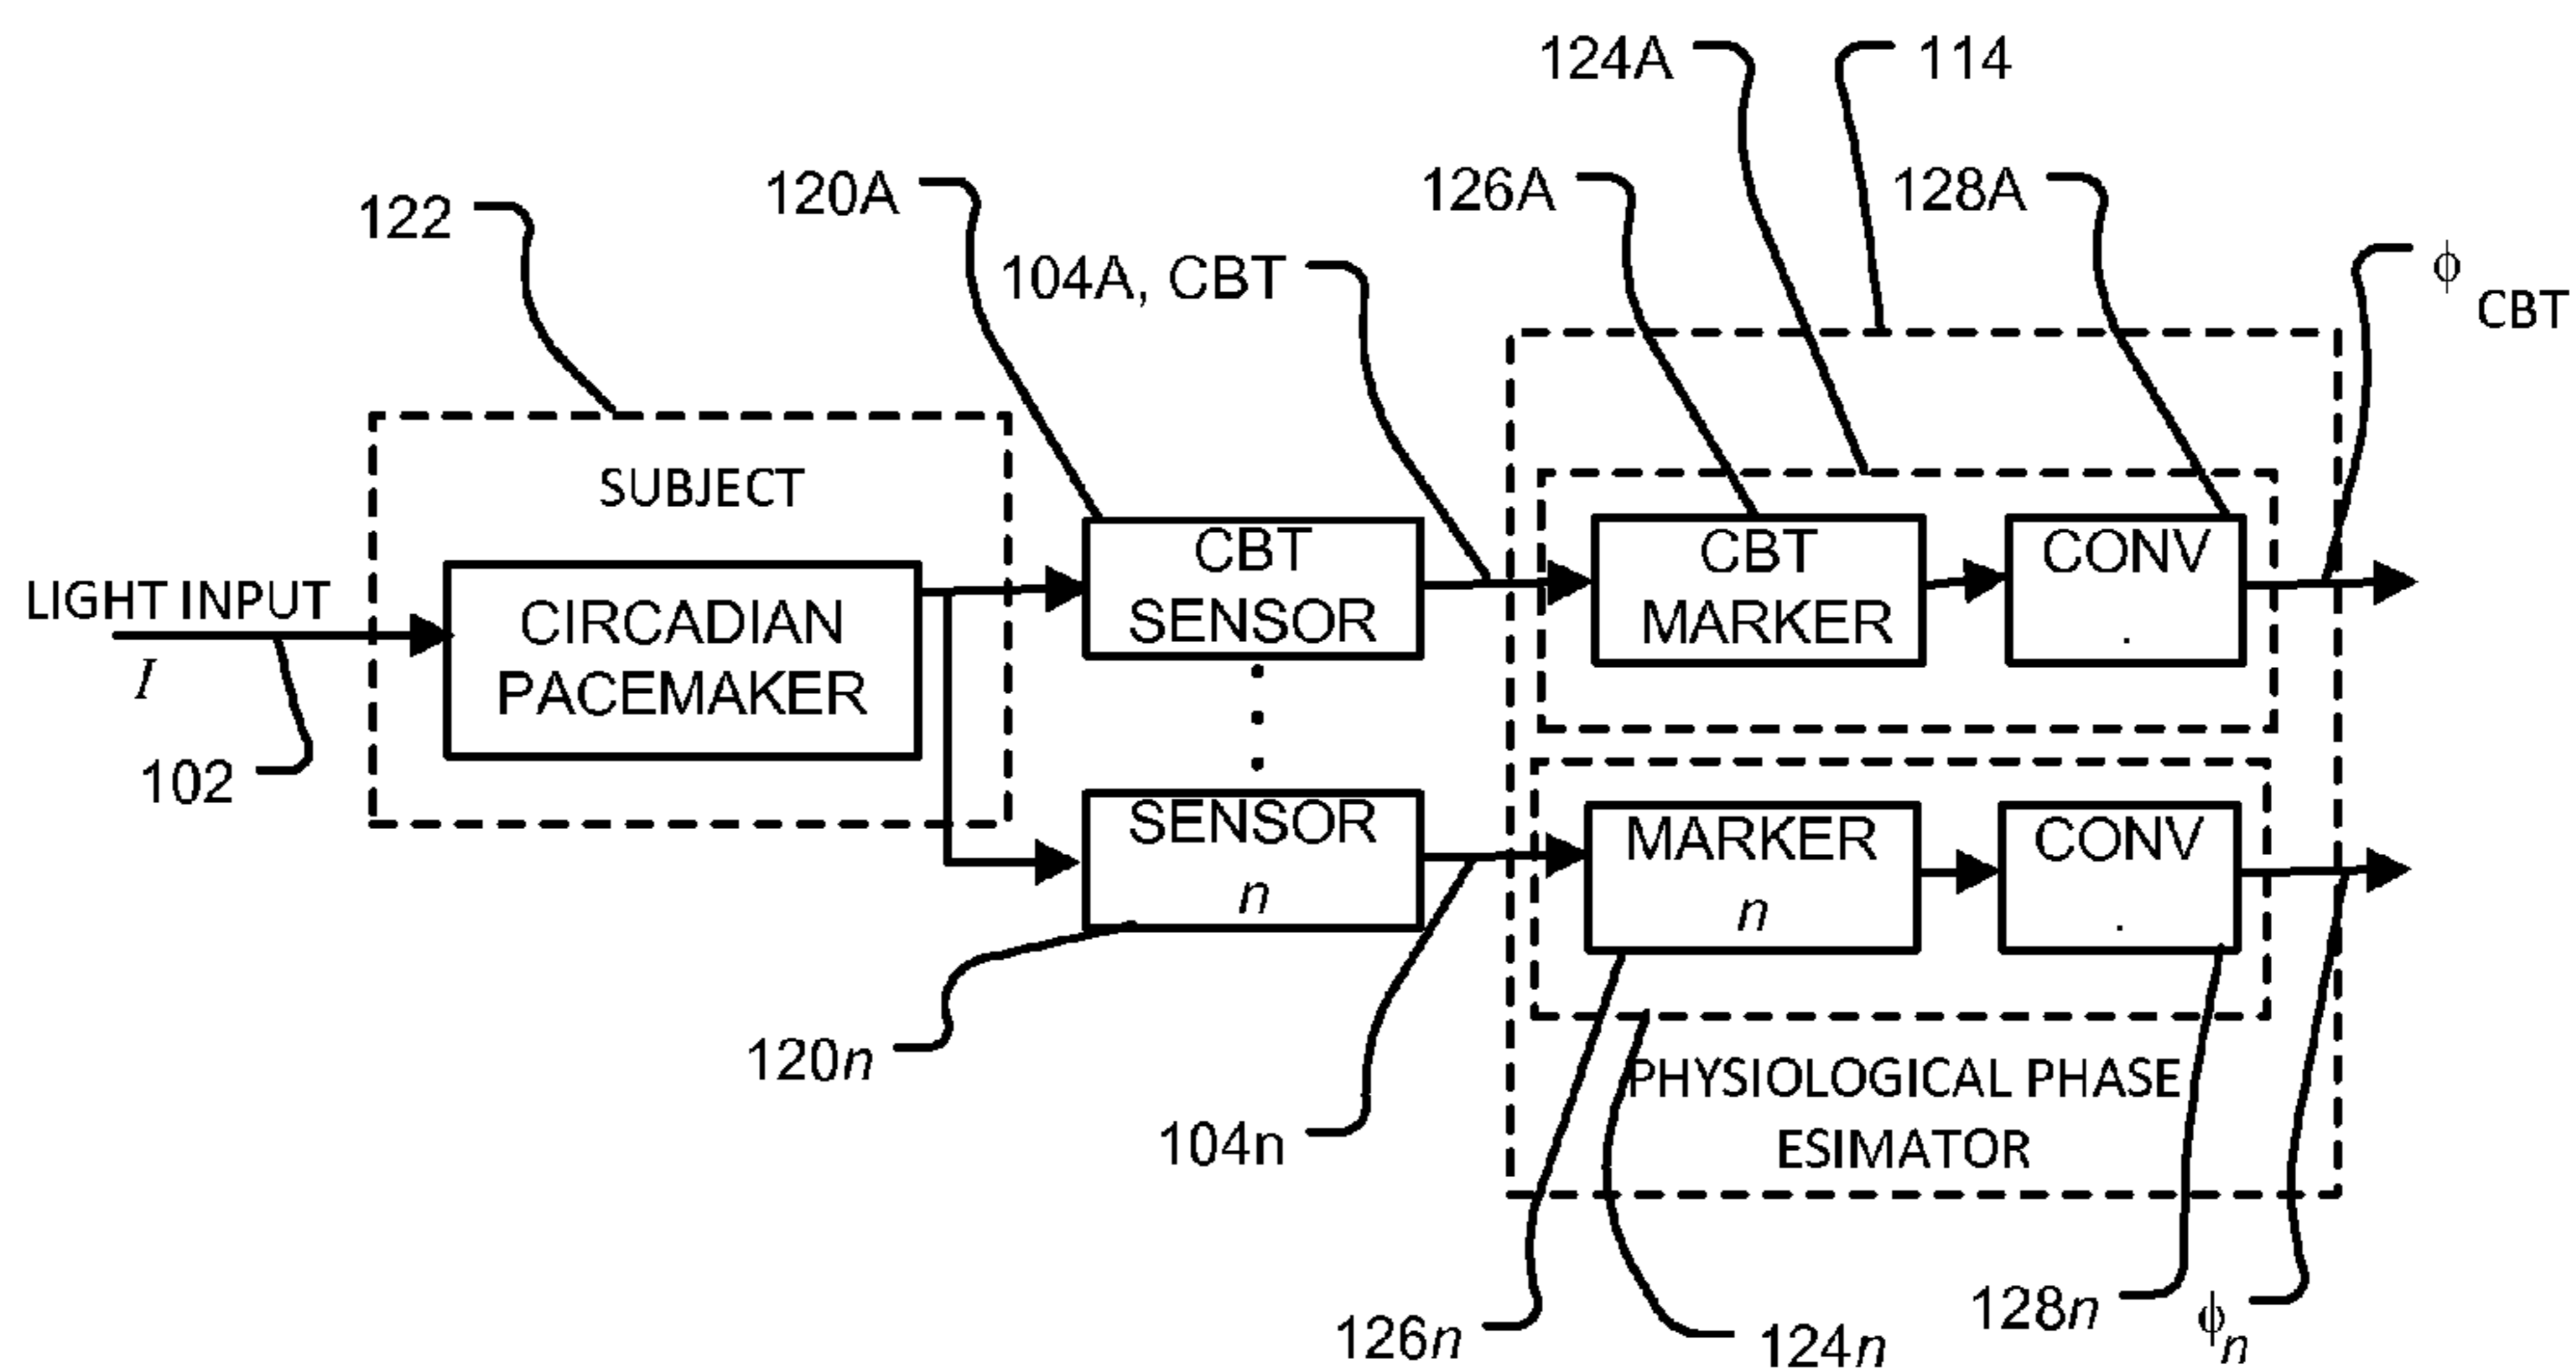 124A
114
120A
126A
128A
122
104A, CBT
ϕ
CBT
SUBJECT
LIGHT INPUT
I
CIRCADIAN
PACEMAKER
CBT
SENSOR
CBT
MARKER
CONV
.
102
SENSOR
n
MARKER
n
CONV
.
120n
104n
PHYSIOLOGICAL PHASE
ESIMATOR
126n
124n
128n
ϕn